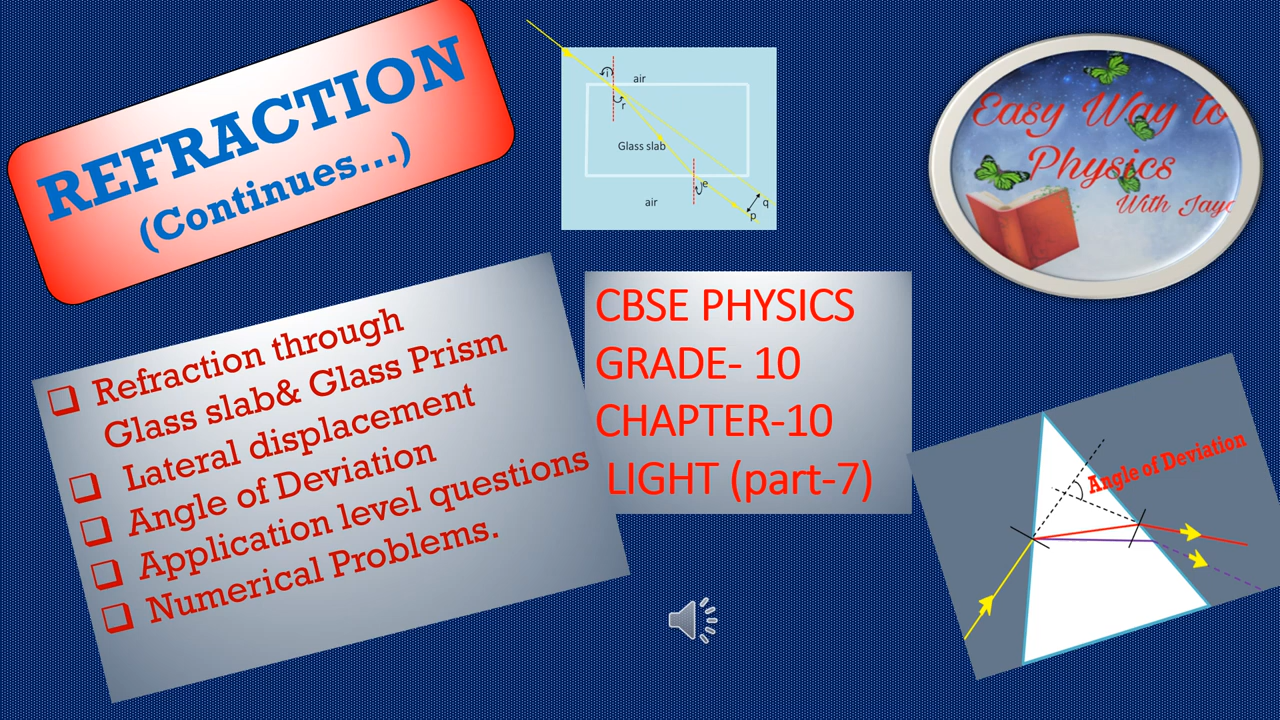 REFRACTION
(Continues...)
i
air
r
Glass slab
e
air
q
p
Easy Way to
Physics
With
❑ Refraction through
Glass slab& Glass Prism
❑ Lateral displacement
❑ Angle of Deviation
❑ Application level questions
❑ Numerical Problems.
CBSE PHYSICS
GRADE- 10
CHAPTER-10
LIGHT (part-7)
Angle of Deviation